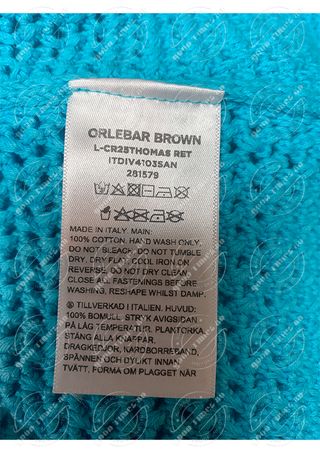 ORLEBAR BROWN
L-CR25THOMAS RET
ITDIV4103SAN
281579
MADE IN ITALY. MAIN:
100% COTTON. HAND WASH ONLY,
DO NOT BLEACH. DO NOT TUMBLE
DRY. DRY FLAT. COOL IRON ON
REVERSE. DO NOT DRY CLEAN.
CLOSE ALL FASTENINGS BEFORE
WASHING, RESHAPE WHILST DAMP.
TILLVERKAD I ITALIEN. HUVUD:
100% BOMULL. STRYK AVIGSIDAN
PÅ LÅG TEMPERATUR. PLANTORKA.
STÄNG ALLA KNAPPAR,
DRAGKEDJOR, KARDBORREBAND,
SPÄNNEN OCH DYLIKT INNAN
TVÄTT, FORMA OM PLAGGET NÄR